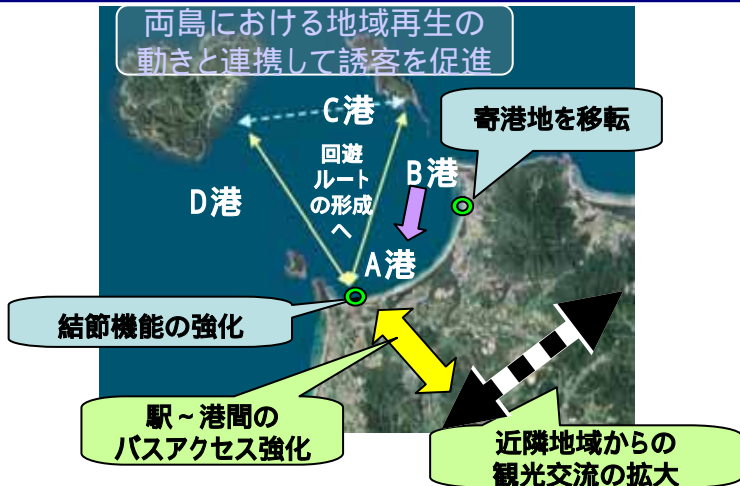 両島における地域再生の
動きと連携して誘客を促進
C港
寄港地を移転
回遊
ルート
の形成
へ
B港
D港
A港
結節機能の強化
駅~港間の
バスアクセス強化
近隣地域からの
観光交流の拡大